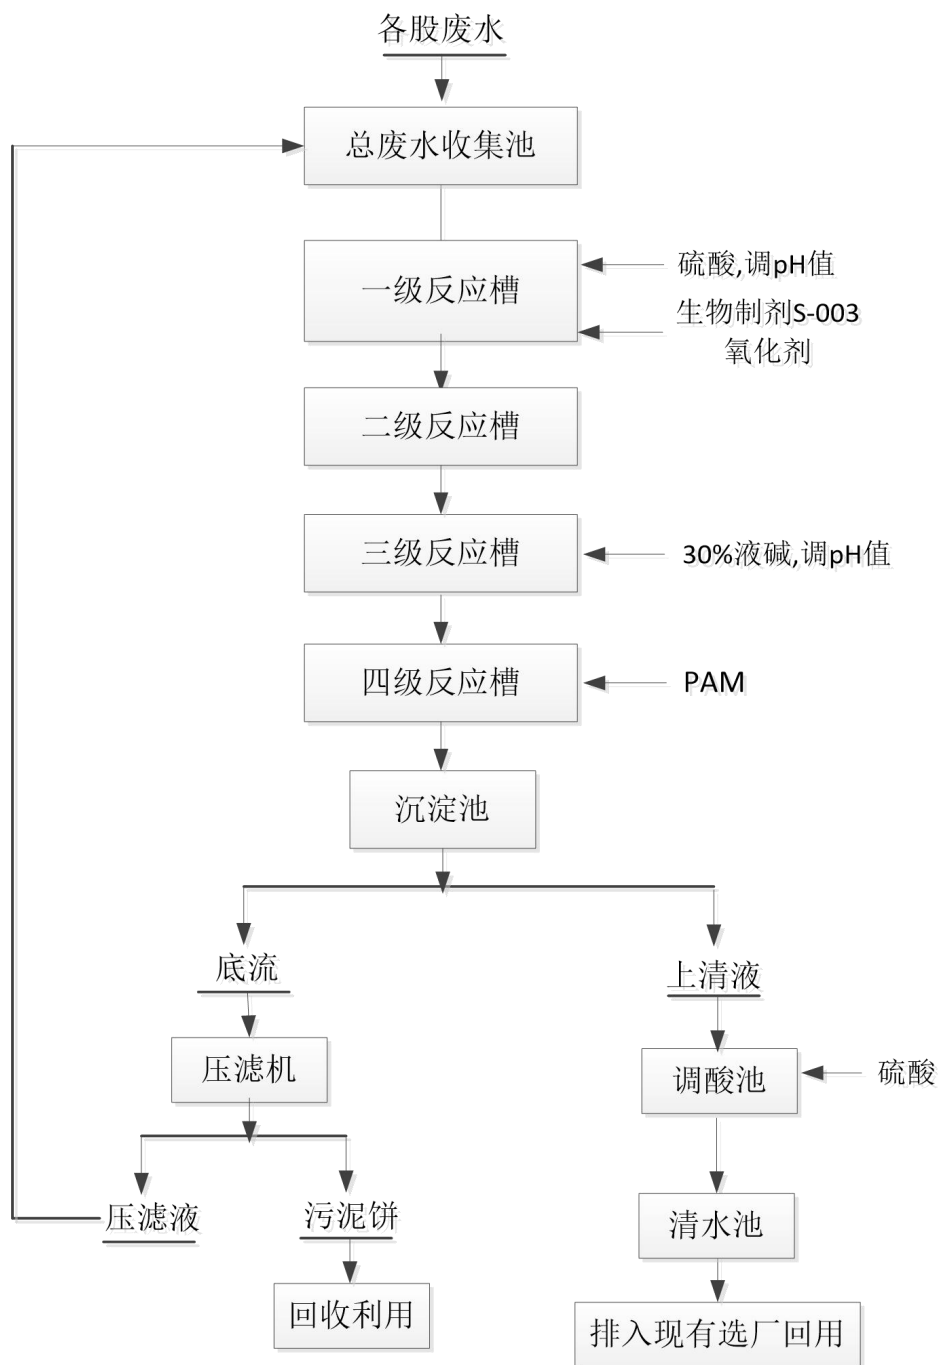 各股废水
总废水收集池
一级反应槽
硫酸,调pH值
生物制剂S-003
氧化剂
二级反应槽
三级反应槽
30%液碱,调pH值
四级反应槽
PAM
沉淀池
底流
上清液
压滤机
调酸池
硫酸
压滤液
污泥饼
清水池
回收利用
排入现有选厂回用